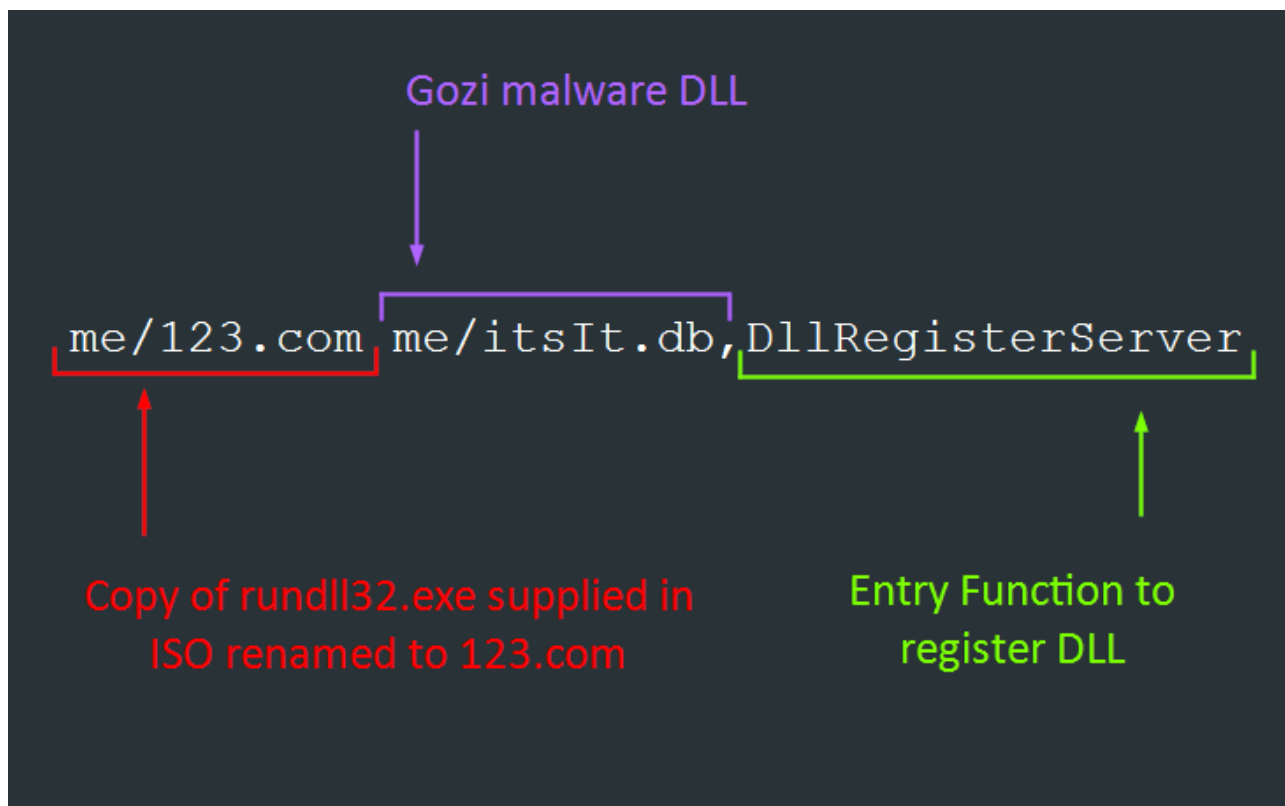 Gozi malware DLL
me/123.com me/itsIt.db,DllRegisterServer
Copy of rundll32.exe supplied in
ISO renamed to 123.com
Entry Function to
register DLL